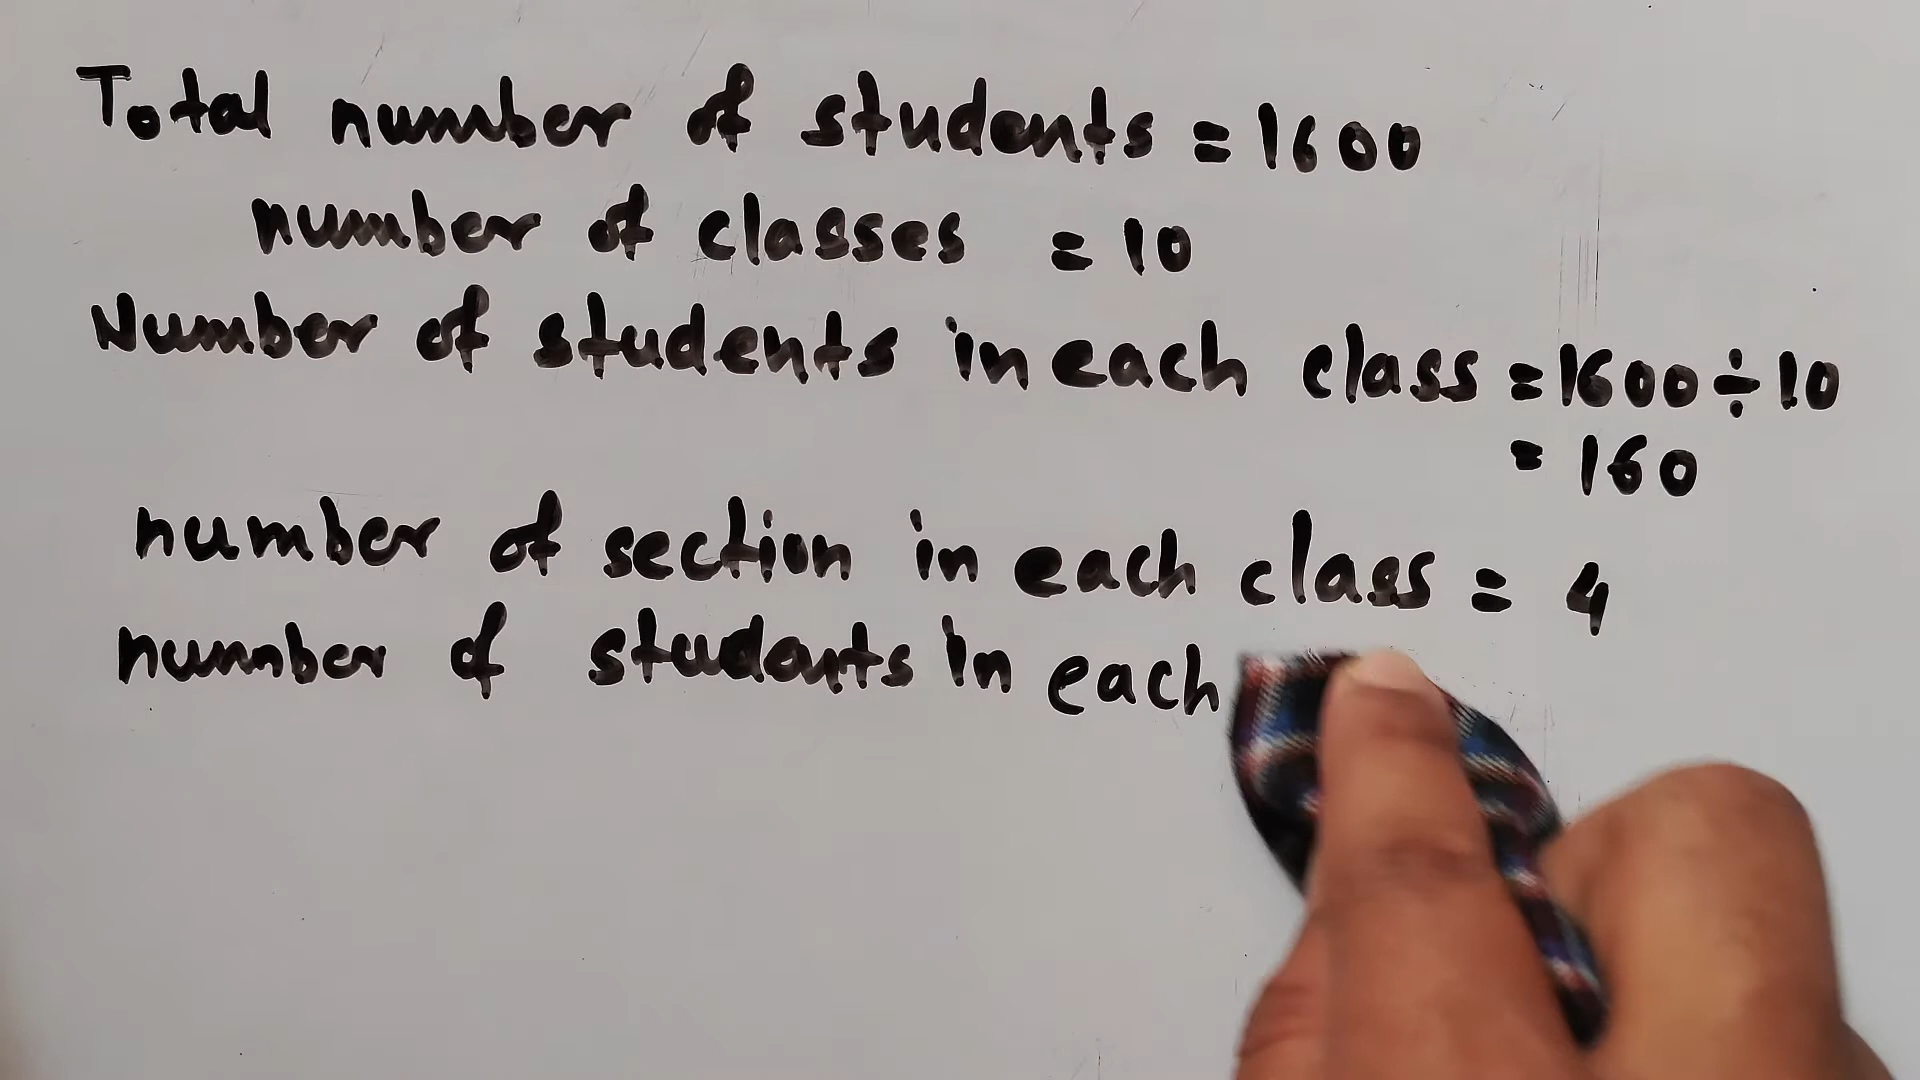 Total number of students = 1600
number of classes = 10
Number of students in each class = 1600 ÷ 10
= 160
number of section in each class = 4
number of students in each